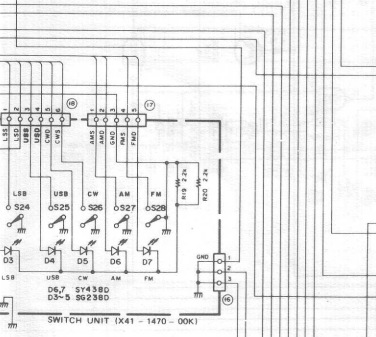 1 2 3 4 5 6 18
1 2 3 4 5 17
LSS LSD USS USD CWD CWS
AMS AMD GND FMS FMD
R19 2.2k
R20 2.2k
LSB USB CW AM FM
S24 S25 S26 S27 S28
D3 D4 D5 D6 D7
LSB USB CW AM FM
GND 1
2
3
16
D6,7 SY438D
D3~5 SG238D
SWITCH UNIT (X41 - 1470 - 00K)